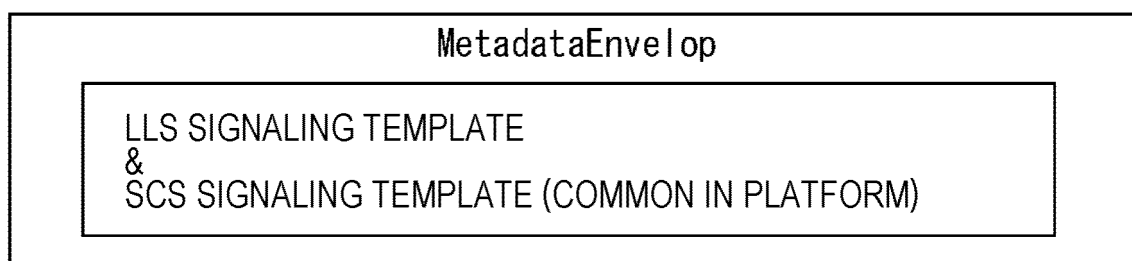 MetadataEnvelop
LLS SIGNALING TEMPLATE
&
SCS SIGNALING TEMPLATE (COMMON IN PLATFORM)